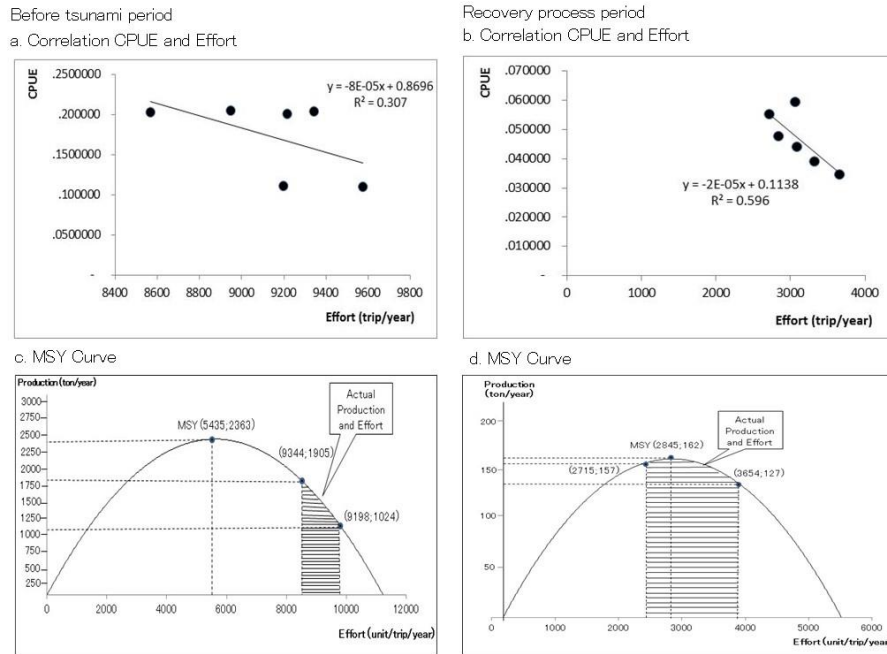 Before tsunami period
a. Correlation CPUE and Effort
CPUE
.2500000
.200000
.1500000
.100000
.0500000
-
8400 8600 9000 9200 9400 9600 9800
y = -8E-05x + 0.8696
R² = 0.307
Effort (trip/year)
Recovery process period
b. Correlation CPUE and Effort
CPUE
.070000
.060000
.050000
.040000
.030000
.020000
.010000
-
0 2000 2000 3000 4000
y = -2E-05x + 0.1138
R² = 0.596
Effort (trip/year)
c. MSY Curve
Production (ton/year)
3000
2750
2500
2250
2000
1750
1500
1250
1000
750
500
250
0 2000 4000 6000 8000 10000 12000
MSY (5435;2363)
Actual
Production
and Effort
(9344;1905)
(9198;1024)
Effort (unit/trip/year)
d. MSY Curve
Production
(ton/year)
200
150
100
50
0 1000 2000 3000 4000 5000 6000
Actual
Production
and Effort
MSY (2845;162)
(2715;157)
(3654;127)
Effort (unit/trip/year)